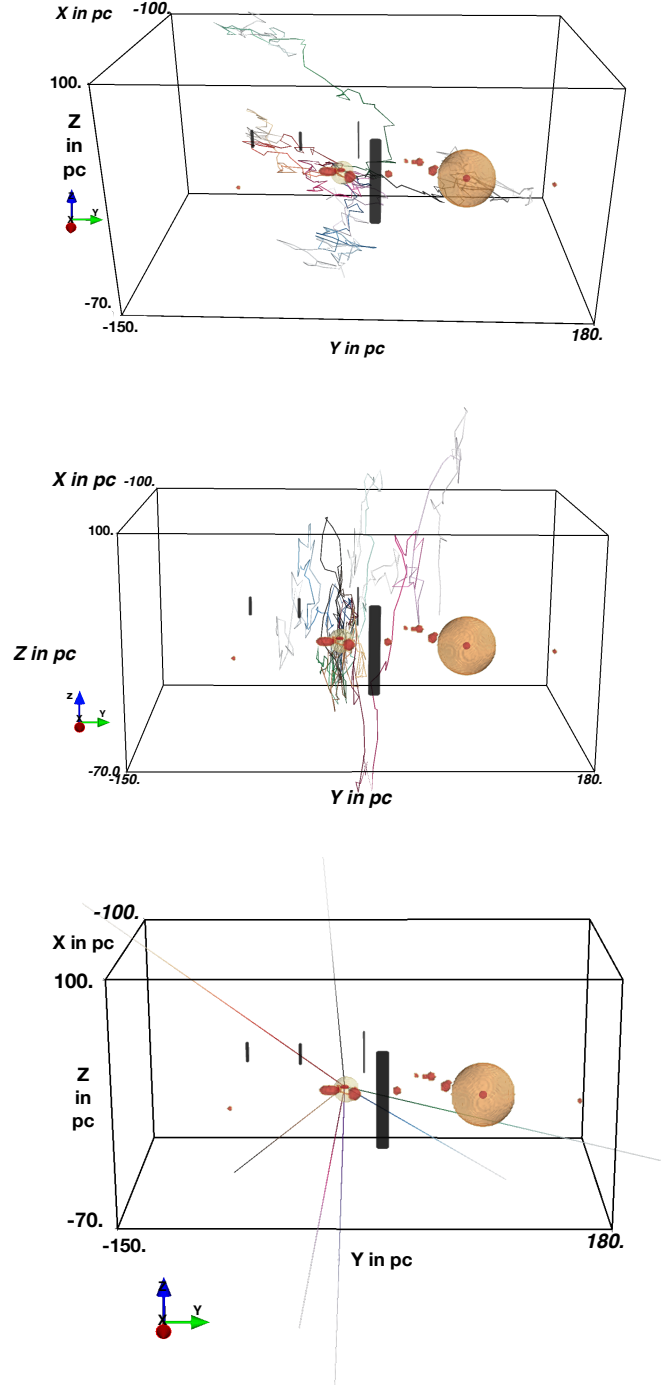 X in pc -100.
100.
Z
in
pc
Z
X Y
-70.
-150. 180.
Y in pc
X in pc -100.
100.
Z in pc
Z
X Y
-70.0
-150. 180.
Y in pc
-100.
X in pc
100.
Z
in
pc
-70.
-150. 180.
Y in pc
Z
X Y